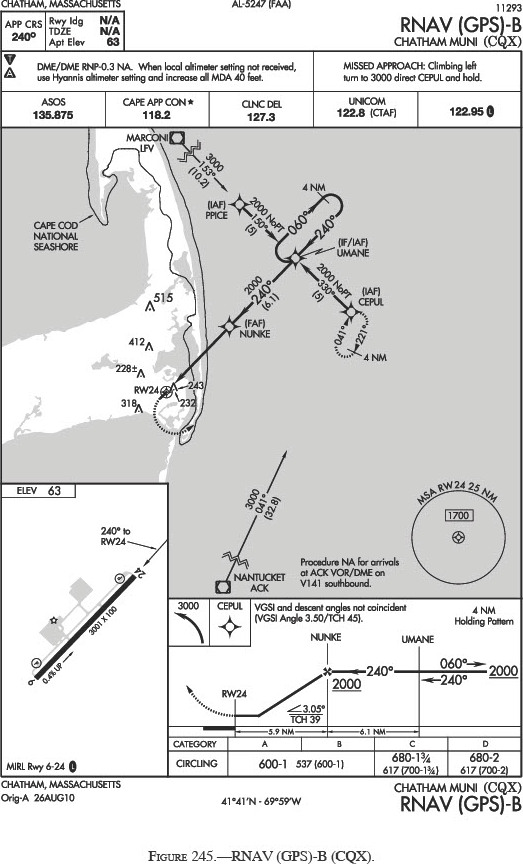 CHATHAM, MASSACHUSETTS
AL-5247 (FAA)
11293
APP CRS
240°
Rwy ldg N/A
TDZE N/A
Apt Elev 63
RNAV (GPS)-B
CHATHAM MUNI (CQX)
T
A
DME/DME RNP-0.3 NA. When local altimeter setting not received,
use Hyannis altimeter setting and increase all MDA 40 feet.
MISSED APPROACH: Climbing left
turn to 3000 direct CEPUL and hold.
ASOS
135.875
CAPE APP CON★
118.2
CLNC DEL
127.3
UNICOM
122.8 (CTAF)
122.95 L
MARCONI
LFV
3000
153°
(10.2)
(IAF)
PPICE
2000 NoPT
150°
(5)
4 NM
060°
240°
(IF/IAF)
UMANE
CAPE COD
NATIONAL
SEASHORE
2000
240°
(6.1)
2000 NoPT
330°
(5)
(IAF)
CEPUL
041°
221°
4 NM
(FAF)
NUNKE
515
412
228±
RW24
243
232
318
3000
041°
(32.8)
NANTUCKET
ACK
MSA RW24 25 NM
1700
Procedure NA for arrivals
at ACK VOR/DME on
V141 southbound.
ELEV 63
240° to
RW24
24
3001 X 100
0.4% UP
6
MIRL Rwy 6-24 L
3000
CEPUL
VGSI and descent angles not coincident
(VGSI Angle 3.50/TCH 45).
4 NM
Holding Pattern
NUNKE
UMANE
240°
060°
2000
240°
2000
RW24
3.05°
TCH 39
5.9 NM
6.1 NM
CATEGORY A B C D
CIRCLING 600-1 537 (600-1) 680-1¾ 617 (700-1¾) 680-2 617 (700-2)
CHATHAM, MASSACHUSETTS
Orig-A 26AUG10
41°41'N - 69°59'W
CHATHAM MUNI (CQX)
RNAV (GPS)-B
FIGURE 245.—RNAV (GPS)-B (CQX).